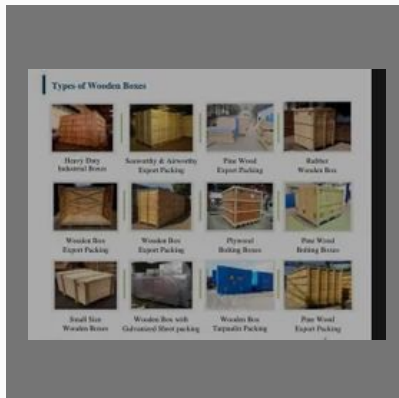 Types of Wooden Boxes
Heavy Duty
Industrial Boxes
Seaworthy & Airworthy
Export Packing
Pine Wood
Export Packing
Rubber
Wooden Box
Wooden Box
Export Packing
Wooden Box
Export Packing
Plywood
Bolting Boxes
Pine Wood
Bolting Boxes
Small Size
Wooden Boxes
Wooden Box with
Galvanized Sheet packing
Wooden Box
Tarpaulin Packing
Pine Wood
Export Packing